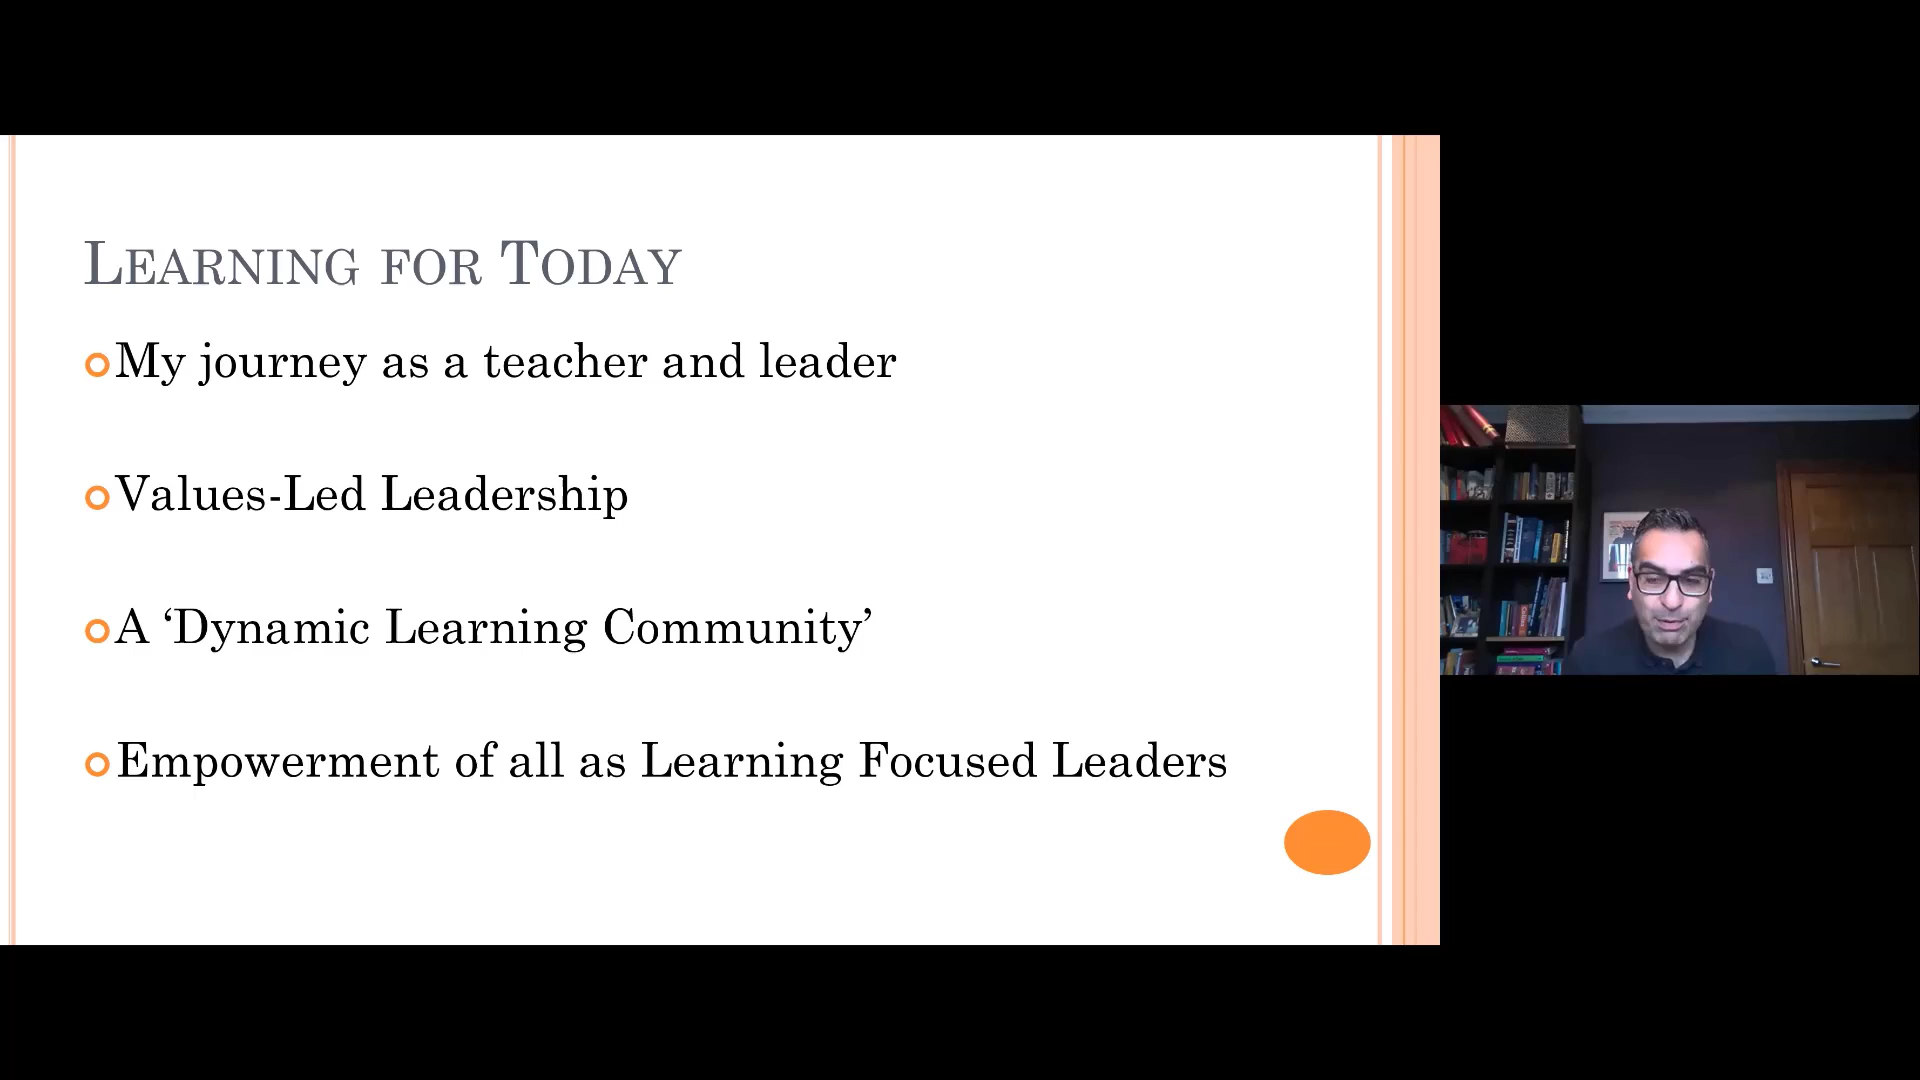 Learning for Today
My journey as a teacher and leader
Values-Led Leadership
A ‘Dynamic Learning Community’
Empowerment of all as Learning Focused Leaders